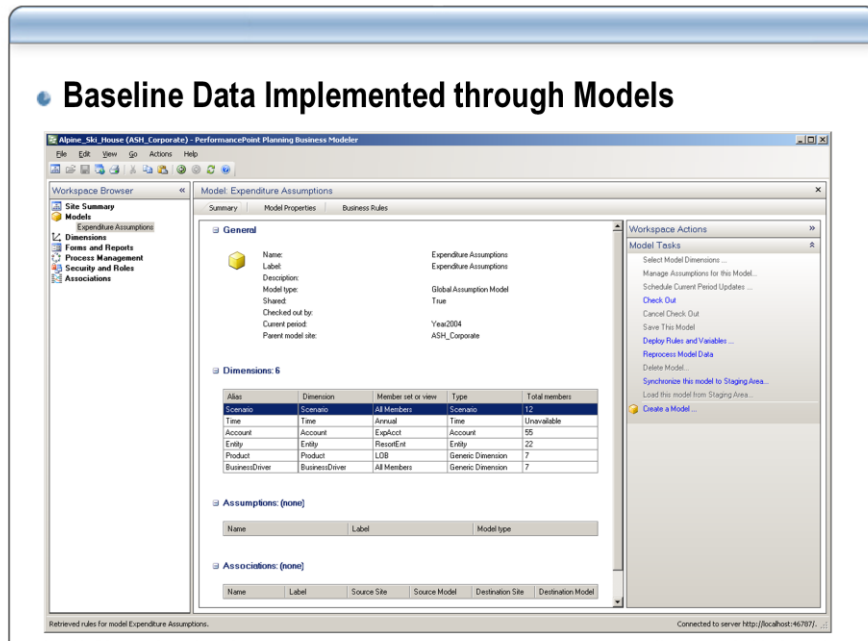 Baseline Data Implemented through Models
Alpine_Ski_House (ASH_Corporate) - PerformancePoint Planning Business Modeler
File Edit View Go Actions Help
Workspace Browser «
Site Summary
Models
Expenditure Assumptions
Dimensions
Forms and Reports
Process Management
Security and Roles
Associations
Model: Expenditure Assumptions
Summary Model Properties Business Rules
General
Name: Expenditure Assumptions
Label: Expenditure Assumptions
Description:
Model type: Global Assumption Model
Shared: True
Checked out by:
Current period: Year2004
Parent model site: ASH_Corporate
Dimensions: 6
Alias Dimension Member set or view Type Total members
Scenario Scenario All Members Scenario 12
Time Time Annual Time Unavailable
Account Account ExpAcct Account 55
Entity Entity ResortEnt Entity 22
Product Product LOB Generic Dimension 7
BusinessDriver BusinessDriver All Members Generic Dimension 7
Assumptions: (none)
Name Label Model type
Associations: (none)
Name Label Source Site Source Model Destination Site Destination Model
Workspace Actions »
Model Tasks
Select Model Dimensions ...
Manage Assumptions for this Model...
Schedule Current Period Updates ...
Check Out
Cancel Check Out
Save This Model
Deploy Rules and Variables ...
Reprocess Model Data
Delete Model...
Synchronize this model to Staging Area...
Load this model from Staging Area...
Create a Model ...
Retrieved rules for model Expenditure Assumptions.
Connected to server http://localhost:46787/.